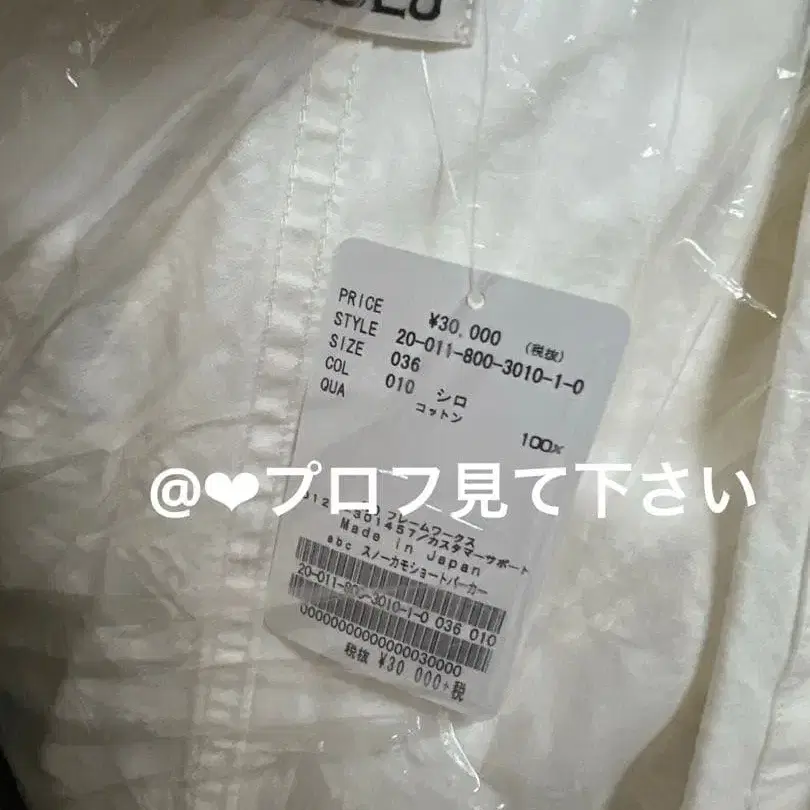 PRICE ¥30,000 (税抜)
STYLE 20-011-800-3010-1-0
SIZE 036
COL 010 シロ
QUA コットン 100%
@❤プロフ見て下さい
フレームワークス
301457/カスタマーサポート
Made in Japan
abc スノーカモショートパーカー
20-011-800-3010-1-0 036 010
0000000000000000030000
税抜 ¥30 000+税